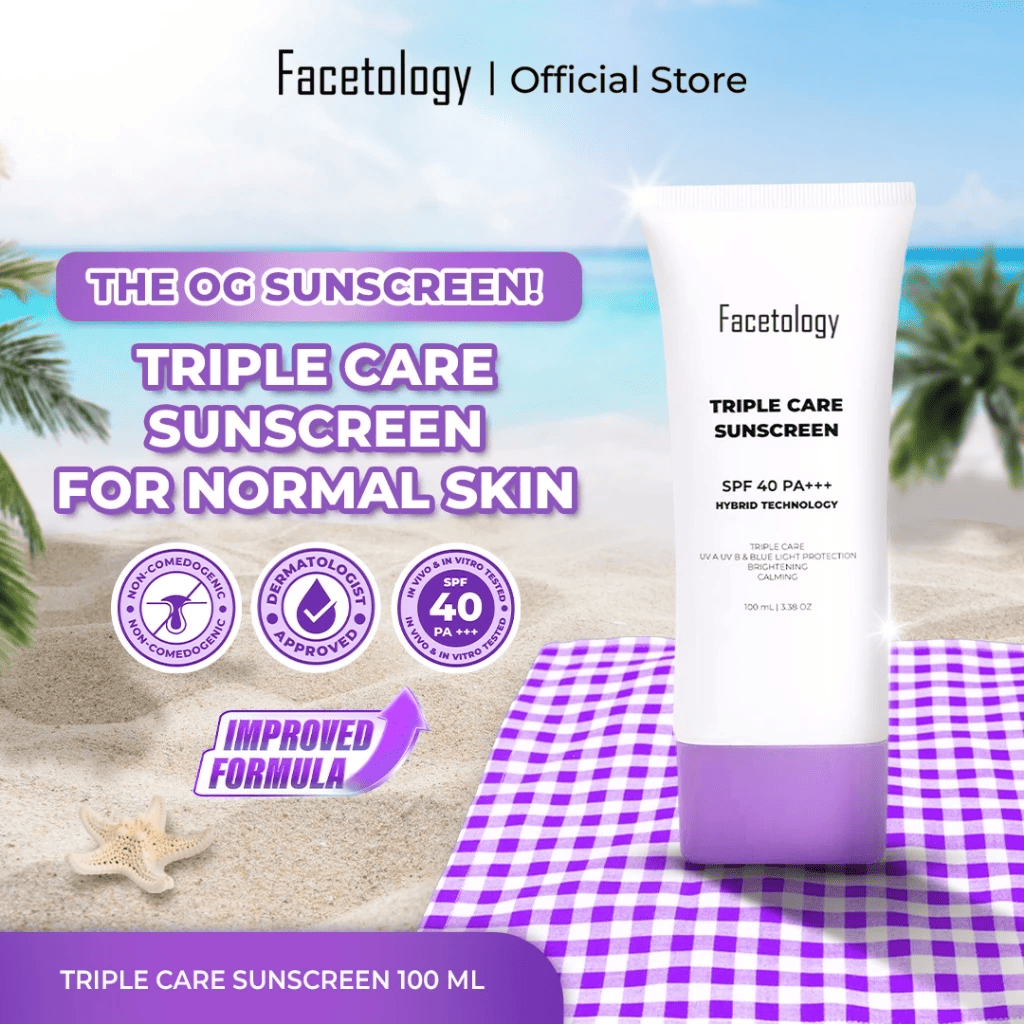 Facetology | Official Store
THE OG SUNSCREEN!
TRIPLE CARE
SUNSCREEN
FOR NORMAL SKIN
NON-COMEDOGENIC
NON-COMEDOGENIC
DERMATOLOGIST
APPROVED
IN VIVO & IN VITRO TESTED
SPF
40
PA +++
IN VIVO & IN VITRO TESTED
IMPROVED
FORMULA
Facetology
TRIPLE CARE
SUNSCREEN
SPF 40 PA+++
HYBRID TECHNOLOGY
TRIPLE CARE
UV A UV B & BLUE LIGHT PROTECTION
BRIGHTENING
CALMING
100 mL | 3.38 OZ
TRIPLE CARE SUNSCREEN 100 ML